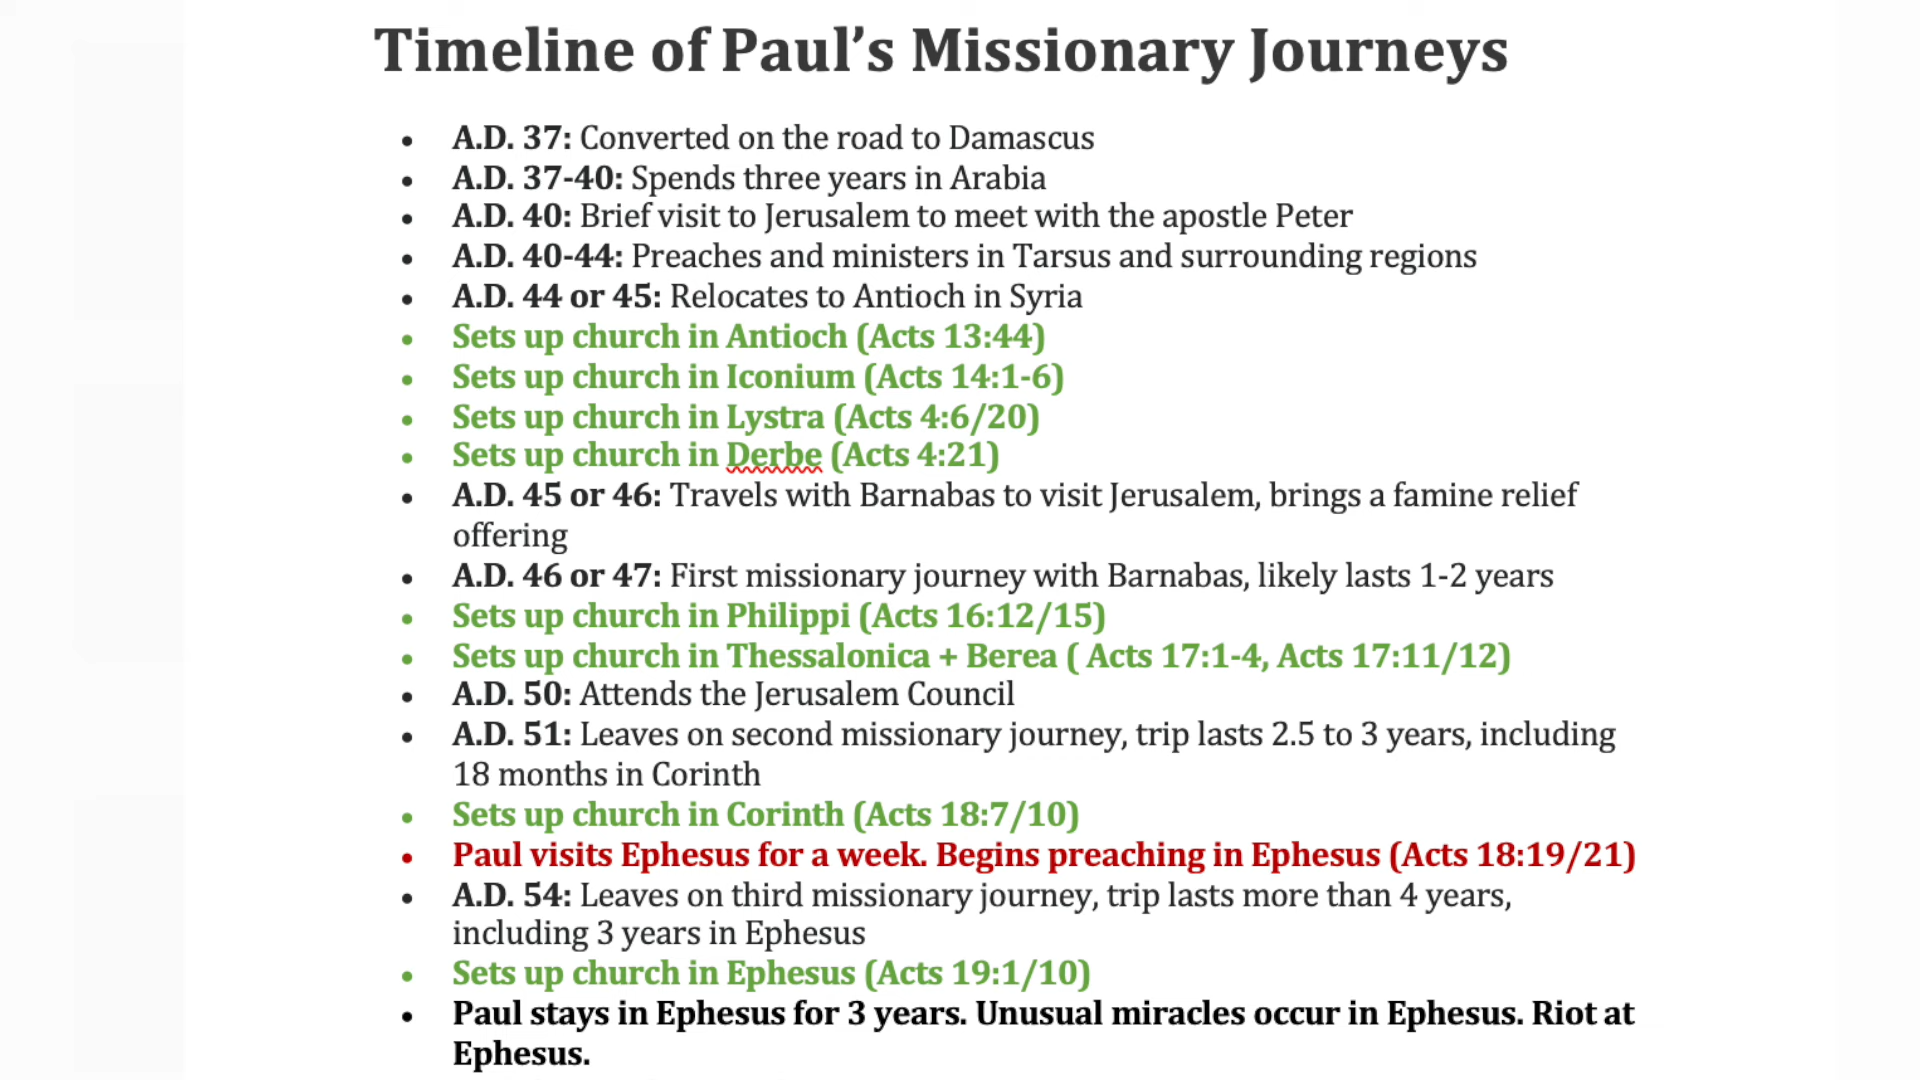 Timeline of Paul’s Missionary Journeys
• A.D. 37: Converted on the road to Damascus
• A.D. 37-40: Spends three years in Arabia
• A.D. 40: Brief visit to Jerusalem to meet with the apostle Peter
• A.D. 40-44: Preaches and ministers in Tarsus and surrounding regions
• A.D. 44 or 45: Relocates to Antioch in Syria
• Sets up church in Antioch (Acts 13:44)
• Sets up church in Iconium (Acts 14:1-6)
• Sets up church in Lystra (Acts 4:6/20)
• Sets up church in Derbe (Acts 4:21)
• A.D. 45 or 46: Travels with Barnabas to visit Jerusalem, brings a famine relief
offering
• A.D. 46 or 47: First missionary journey with Barnabas, likely lasts 1-2 years
• Sets up church in Philippi (Acts 16:12/15)
• Sets up church in Thessalonica + Berea ( Acts 17:1-4, Acts 17:11/12)
• A.D. 50: Attends the Jerusalem Council
• A.D. 51: Leaves on second missionary journey, trip lasts 2.5 to 3 years, including
18 months in Corinth
• Sets up church in Corinth (Acts 18:7/10)
• Paul visits Ephesus for a week. Begins preaching in Ephesus (Acts 18:19/21)
• A.D. 54: Leaves on third missionary journey, trip lasts more than 4 years,
including 3 years in Ephesus
• Sets up church in Ephesus (Acts 19:1/10)
• Paul stays in Ephesus for 3 years. Unusual miracles occur in Ephesus. Riot at
Ephesus.